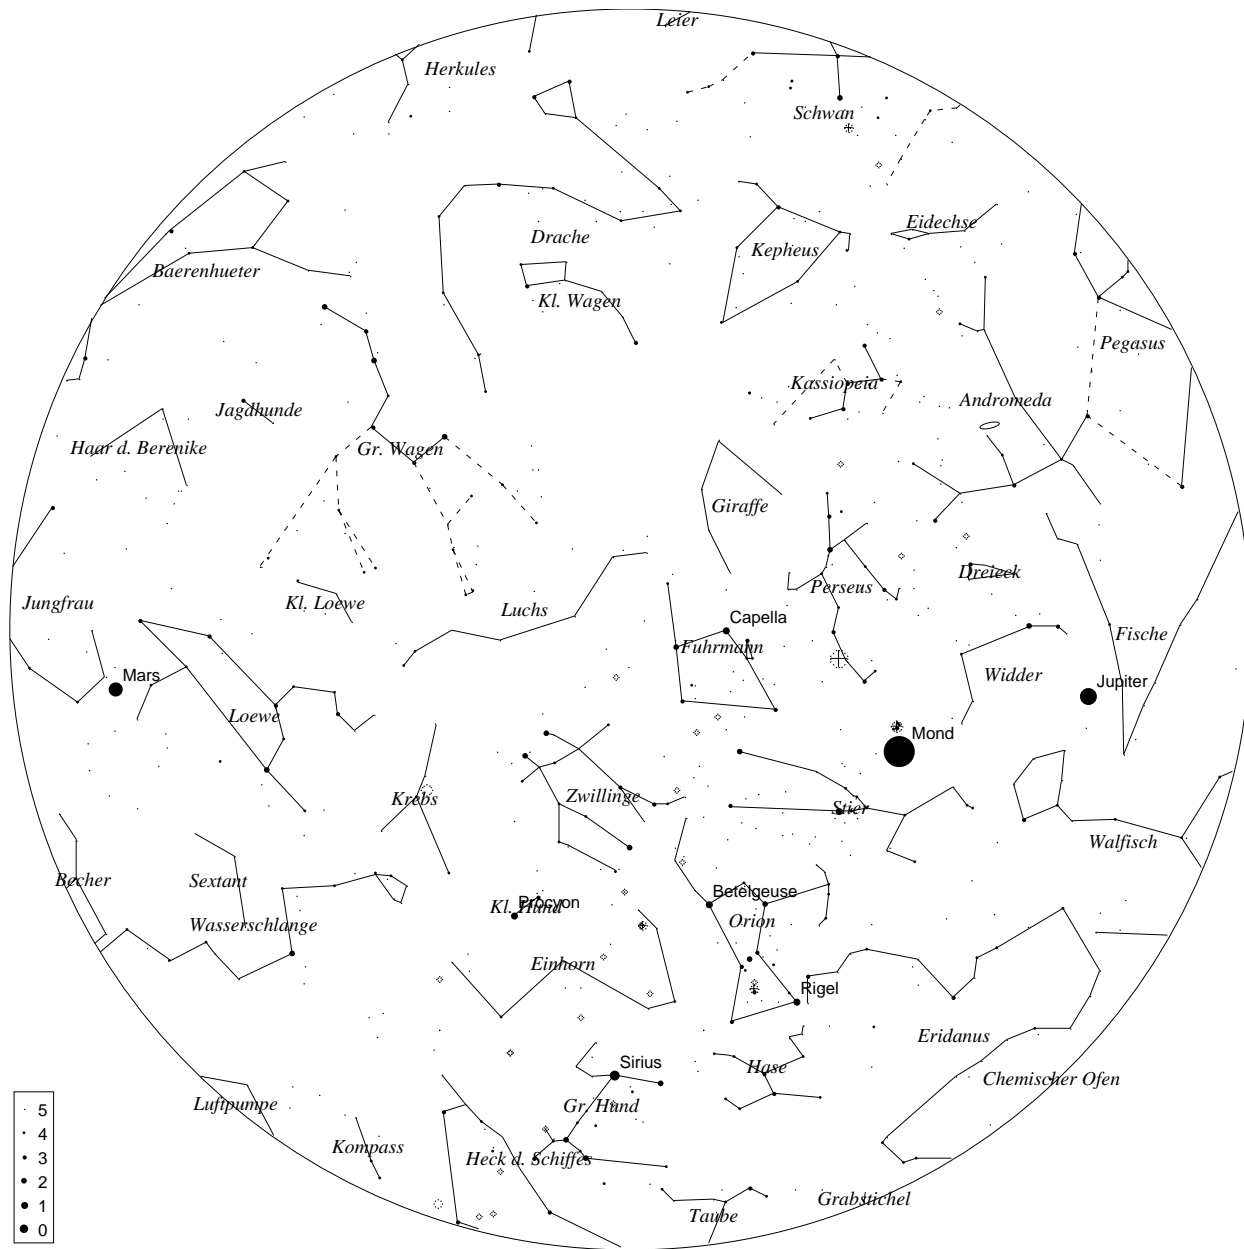 Leier
Herkules
Schwan
Eidechse
Drache
Kepheus
Baerenhueter
Kl. Wagen
Pegasus
Kassiopeia
Andromeda
Jagdhunde
Haar d. Berenike
Gr. Wagen
Giraffe
Dreieck
Perseus
Jungfrau
Kl. Loewe
Luchs
Capella
Fuhrmann
Fische
Widder
Mars
Jupiter
Loewe
Mond
Krebs
Zwillinge
Stier
Walfisch
Becher
Sextant
Betelgeuse
Procyon
Kl. Hund
Orion
Wasserschlange
Einhorn
Rigel
Eridanus
Sirius
Hase
Chemischer Ofen
Luftpumpe
Gr. Hund
Kompass
Heck d. Schiffes
Grabstichel
Taube
5
4
3
2
1
0